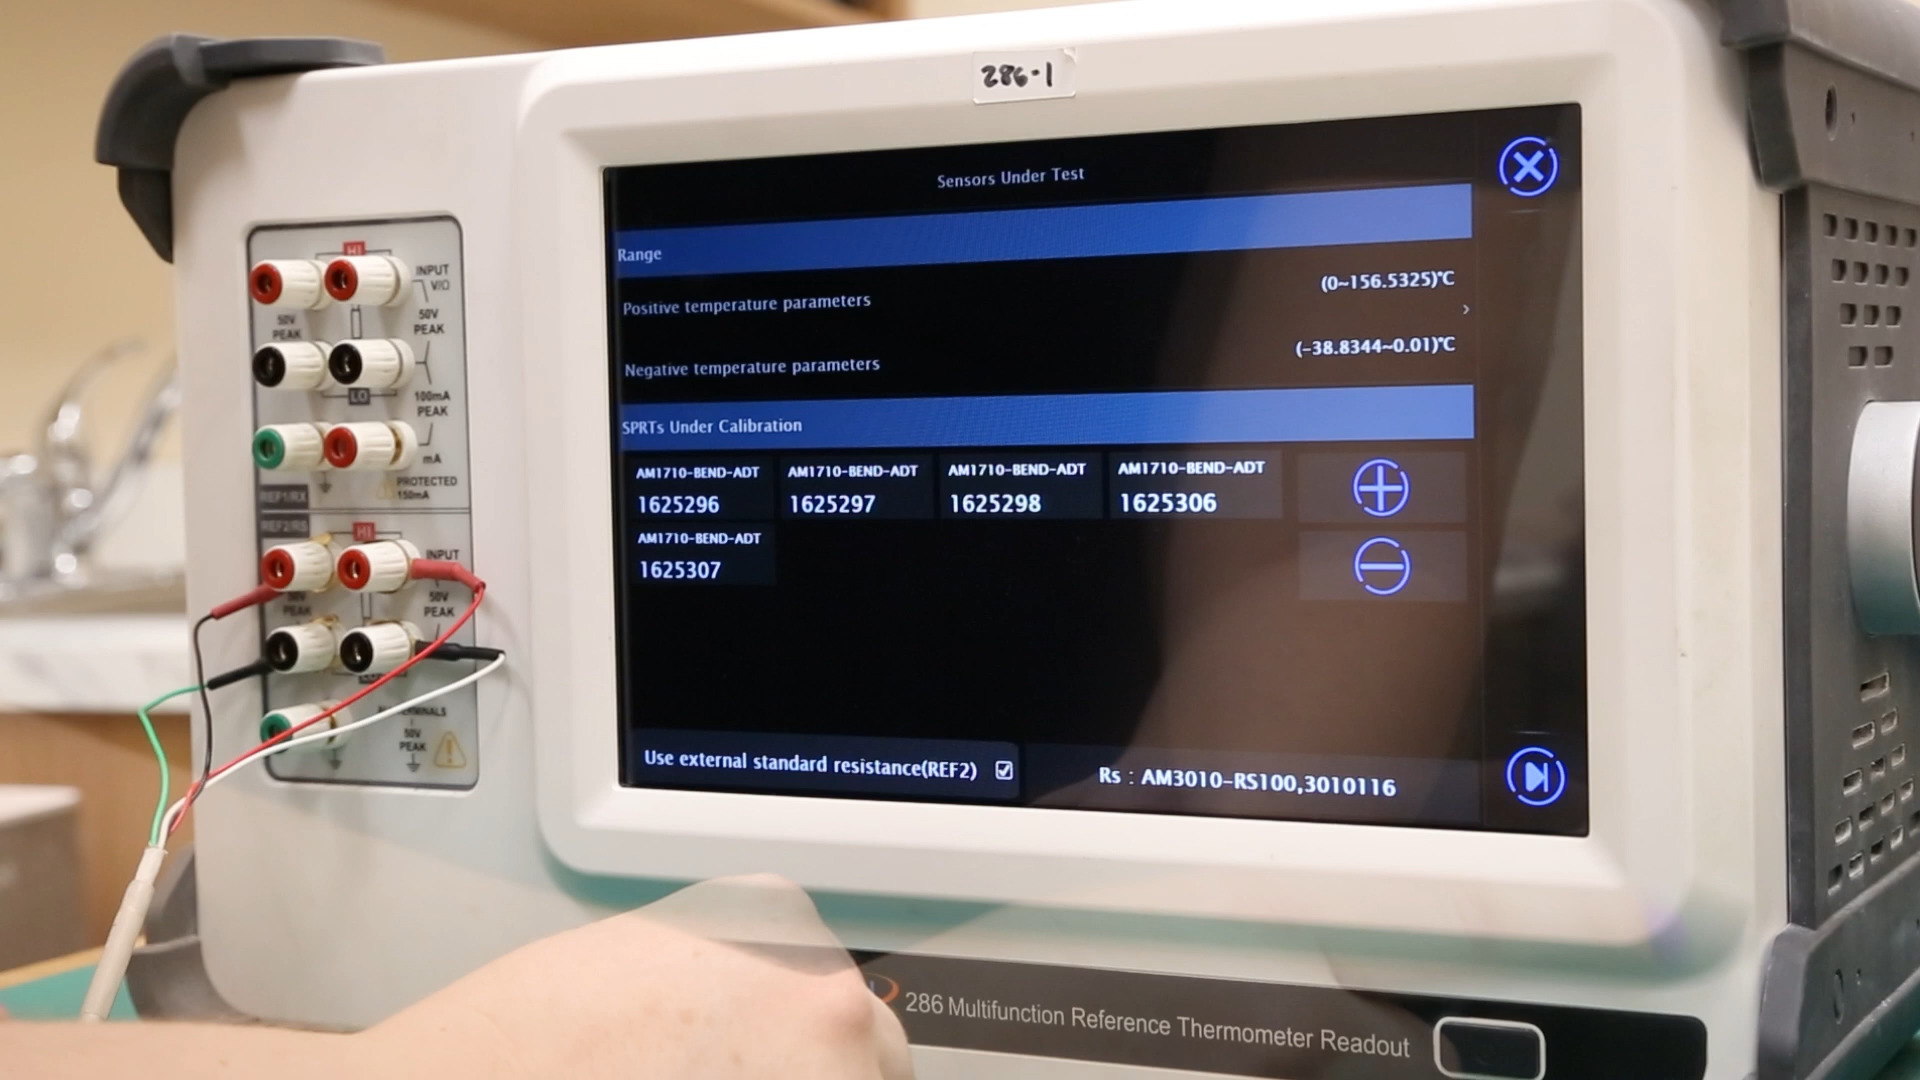 286-1
Sensors Under Test
Range
Positive temperature parameters (0~156.5325)℃
>
Negative temperature parameters (-38.8344~0.01)℃
SPRTs Under Calibration
AM1710-BEND-ADT AM1710-BEND-ADT AM1710-BEND-ADT AM1710-BEND-ADT
1625296 1625297 1625298 1625306
AM1710-BEND-ADT
1625307
Use external standard resistance(REF2) Rs : AM3010-RS100,3010116
HI
INPUT
V/Ω
50V
PEAK
50V
PEAK
LO
100mA
PEAK
mA
PROTECTED
150mA
REF1/RX
REF2/RS
HI
INPUT
50V
PEAK
50V
PEAK
50V
PEAK
286 Multifunction Reference Thermometer Readout